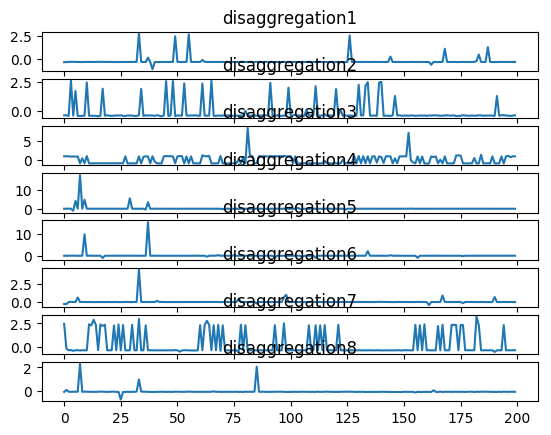 disaggregation1
2.5
0.0
disaggregation2
2.5
0.0
disaggregation3
5
0
disaggregation4
10
0
disaggregation5
10
0
disaggregation6
2.5
0.0
disaggregation7
2.5
0.0
disaggregation8
2
0
0 25 50 75 100 125 150 175 200